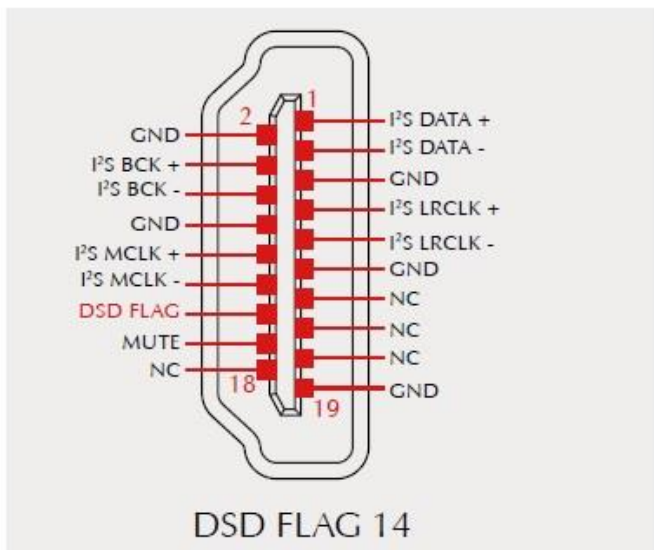 2
1
GND
I²S BCK +
I²S BCK -
GND
I²S MCLK +
I²S MCLK -
DSD FLAG
MUTE
NC
18
I²S DATA +
I²S DATA -
GND
I²S LRCLK +
I²S LRCLK -
GND
NC
NC
NC
GND
19
DSD FLAG 14